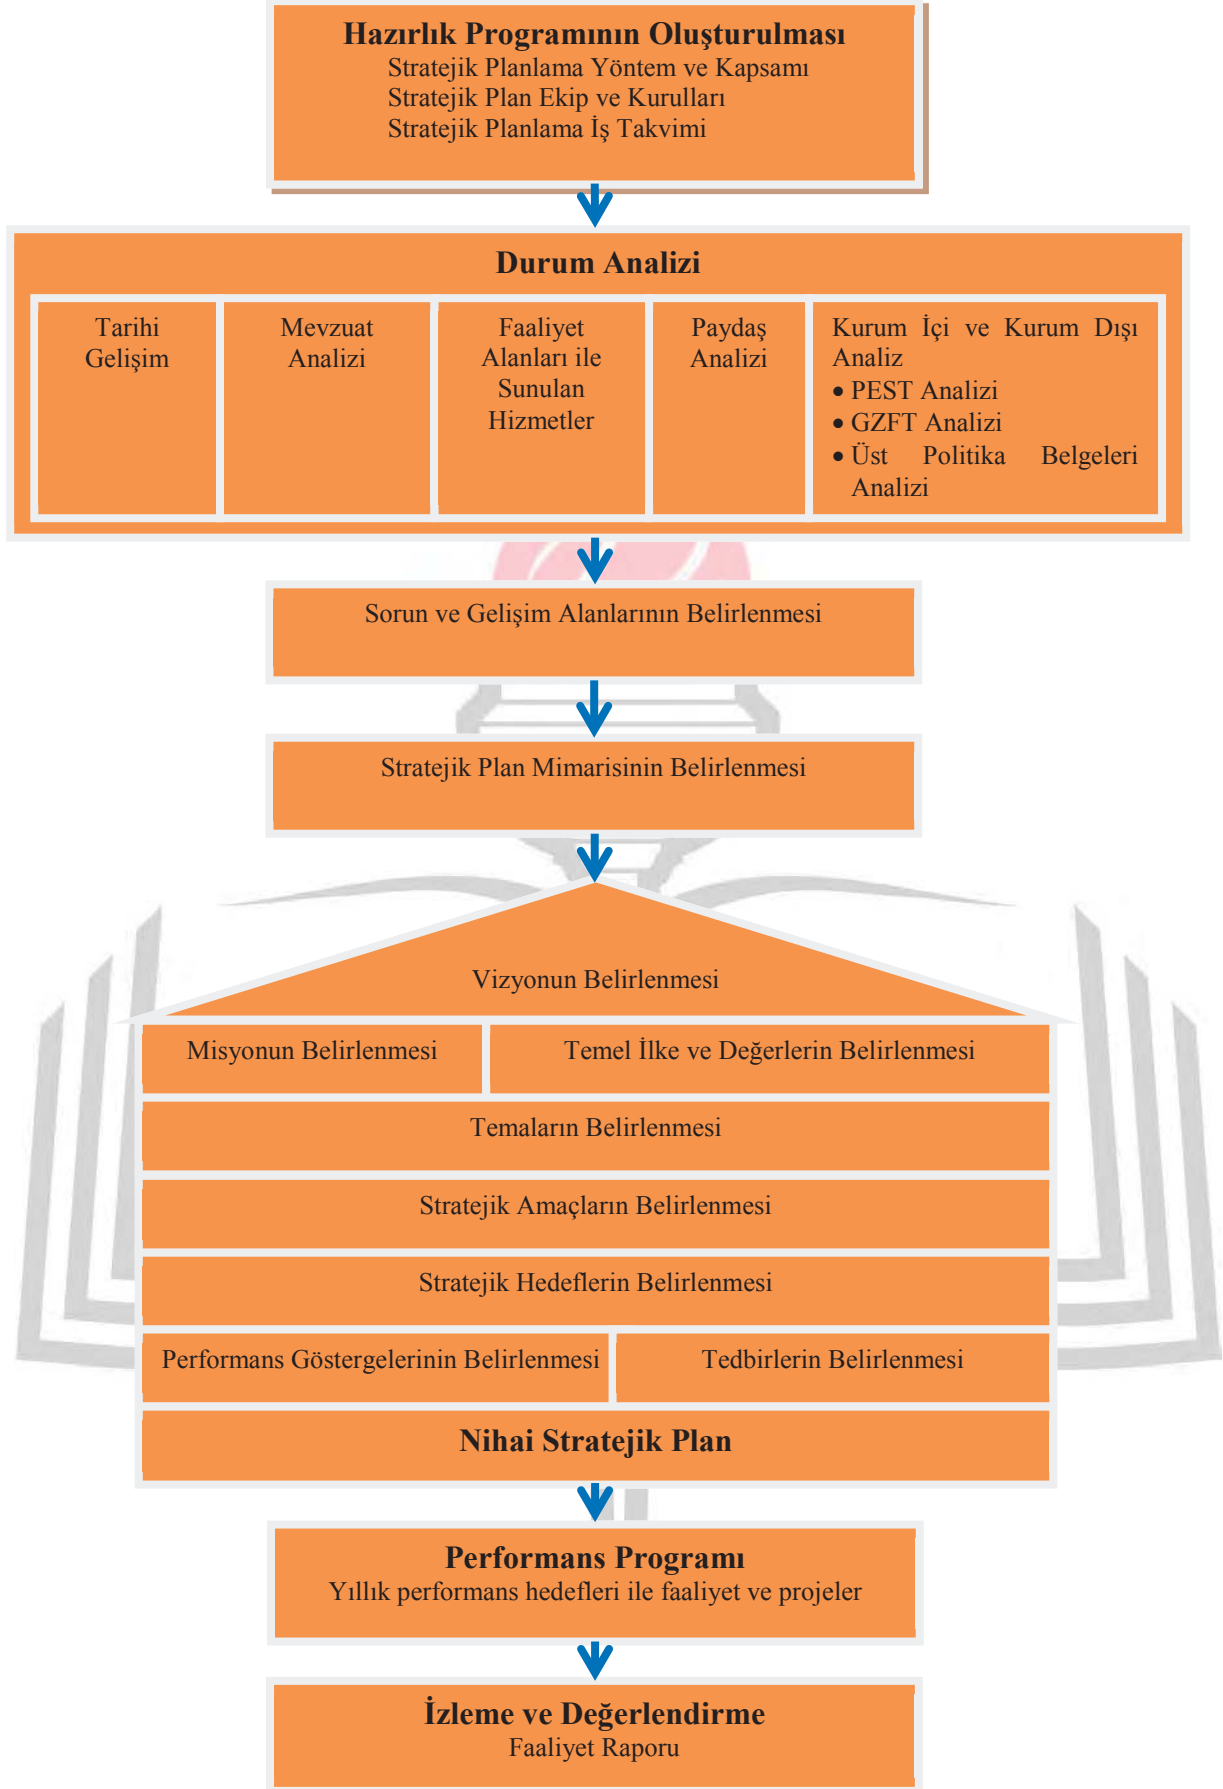 Hazırlık Programının Oluşturulması
Stratejik Planlama Yöntem ve Kapsamı
Stratejik Plan Ekip ve Kurulları
Stratejik Planlama İş Takvimi
Durum Analizi
Tarihi
Gelişim
Mevzuat
Analizi
Faaliyet
Alanları ile
Sunulan
Hizmetler
Paydaş
Analizi
Kurum İçi ve Kurum Dışı
Analiz
• PEST Analizi
• GZFT Analizi
• Üst Politika Belgeleri
Analizi
Sorun ve Gelişim Alanlarının Belirlenmesi
Stratejik Plan Mimarisinin Belirlenmesi
Vizyonun Belirlenmesi
Misyonun Belirlenmesi
Temel İlke ve Değerlerin Belirlenmesi
Temaların Belirlenmesi
Stratejik Amaçların Belirlenmesi
Stratejik Hedeflerin Belirlenmesi
Performans Göstergelerinin Belirlenmesi
Tedbirlerin Belirlenmesi
Nihai Stratejik Plan
Performans Programı
Yıllık performans hedefleri ile faaliyet ve projeler
İzleme ve Değerlendirme
Faaliyet Raporu